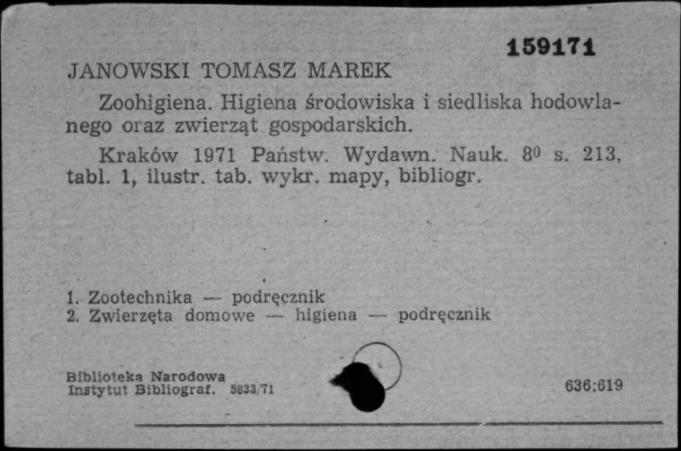 159171
JANOWSKI TOMASZ MAREK
Zoohigiena. Higiena środowiska i siedliska hodowla-
nego oraz zwierząt gospodarskich.
Kraków 1971 Państw. Wydawn. Nauk. 8⁰ s. 213,
tabl. 1, ilustr. tab. wykr. mapy, bibliogr.
1. Zootechnika — podręcznik
2. Zwierzęta domowe — higiena — podręcznik
Biblioteka Narodowa
Instytut Bibliograf. 5833/71
636:619